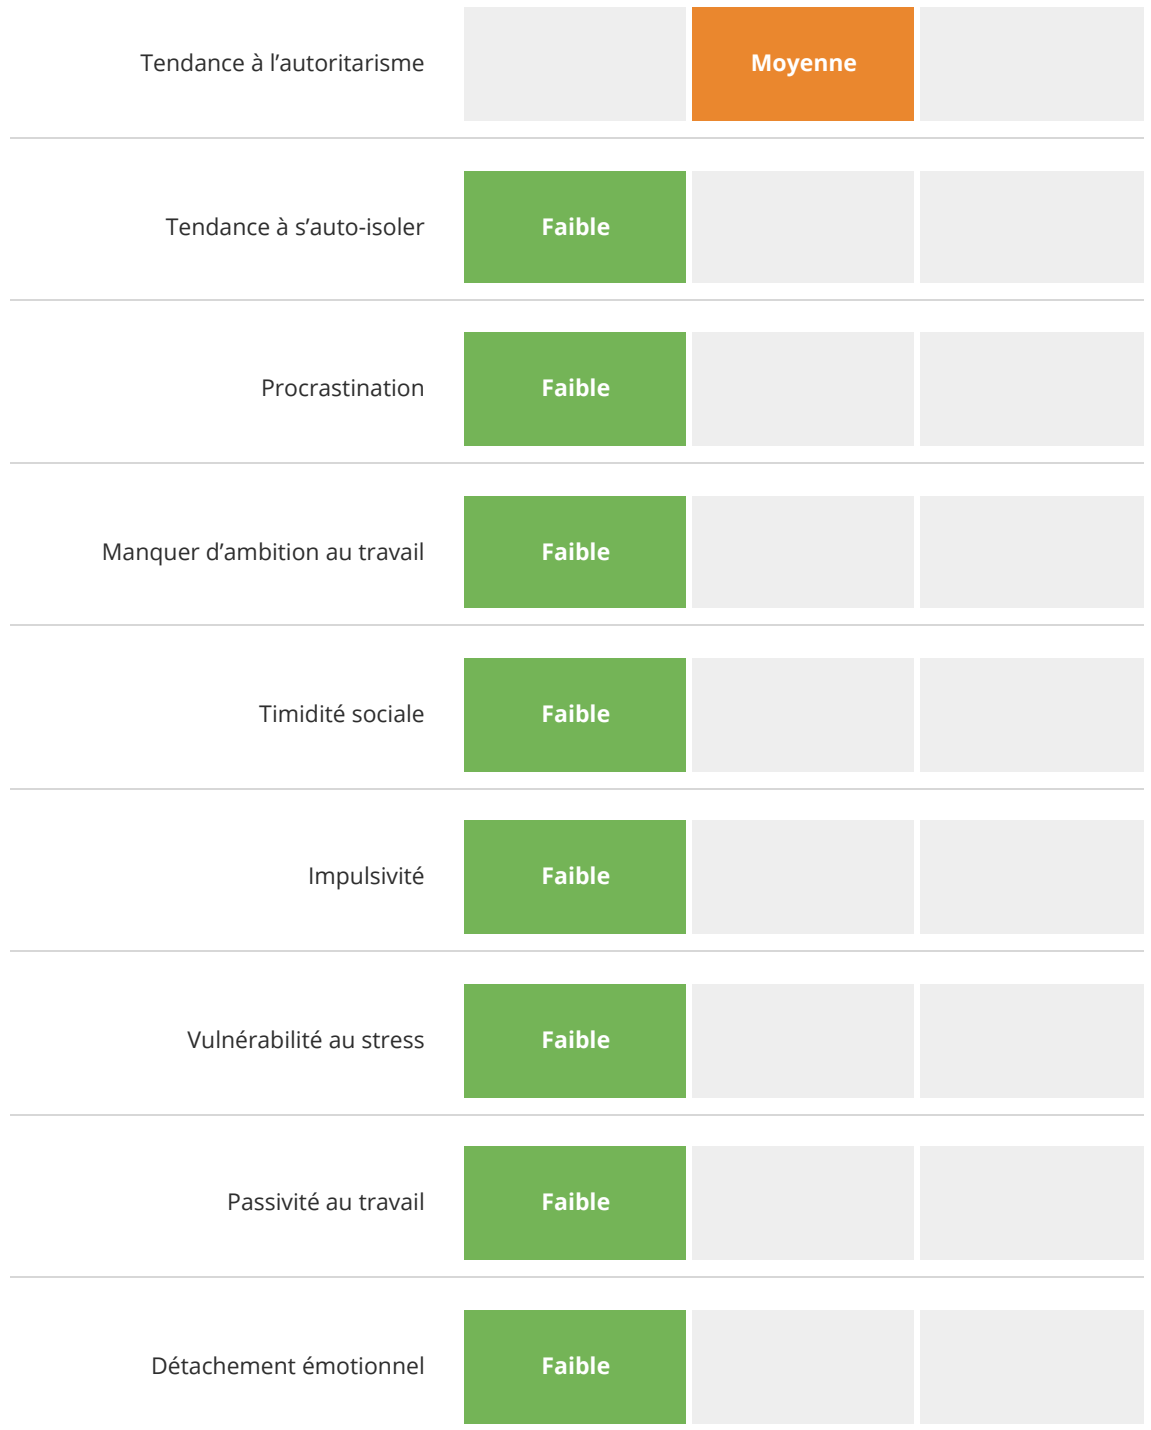 Tendance à l’autoritarisme Moyenne
Tendance à s’auto-isoler Faible
Procrastination Faible
Manquer d’ambition au travail Faible
Timidité sociale Faible
Impulsivité Faible
Vulnérabilité au stress Faible
Passivité au travail Faible
Détachement émotionnel Faible